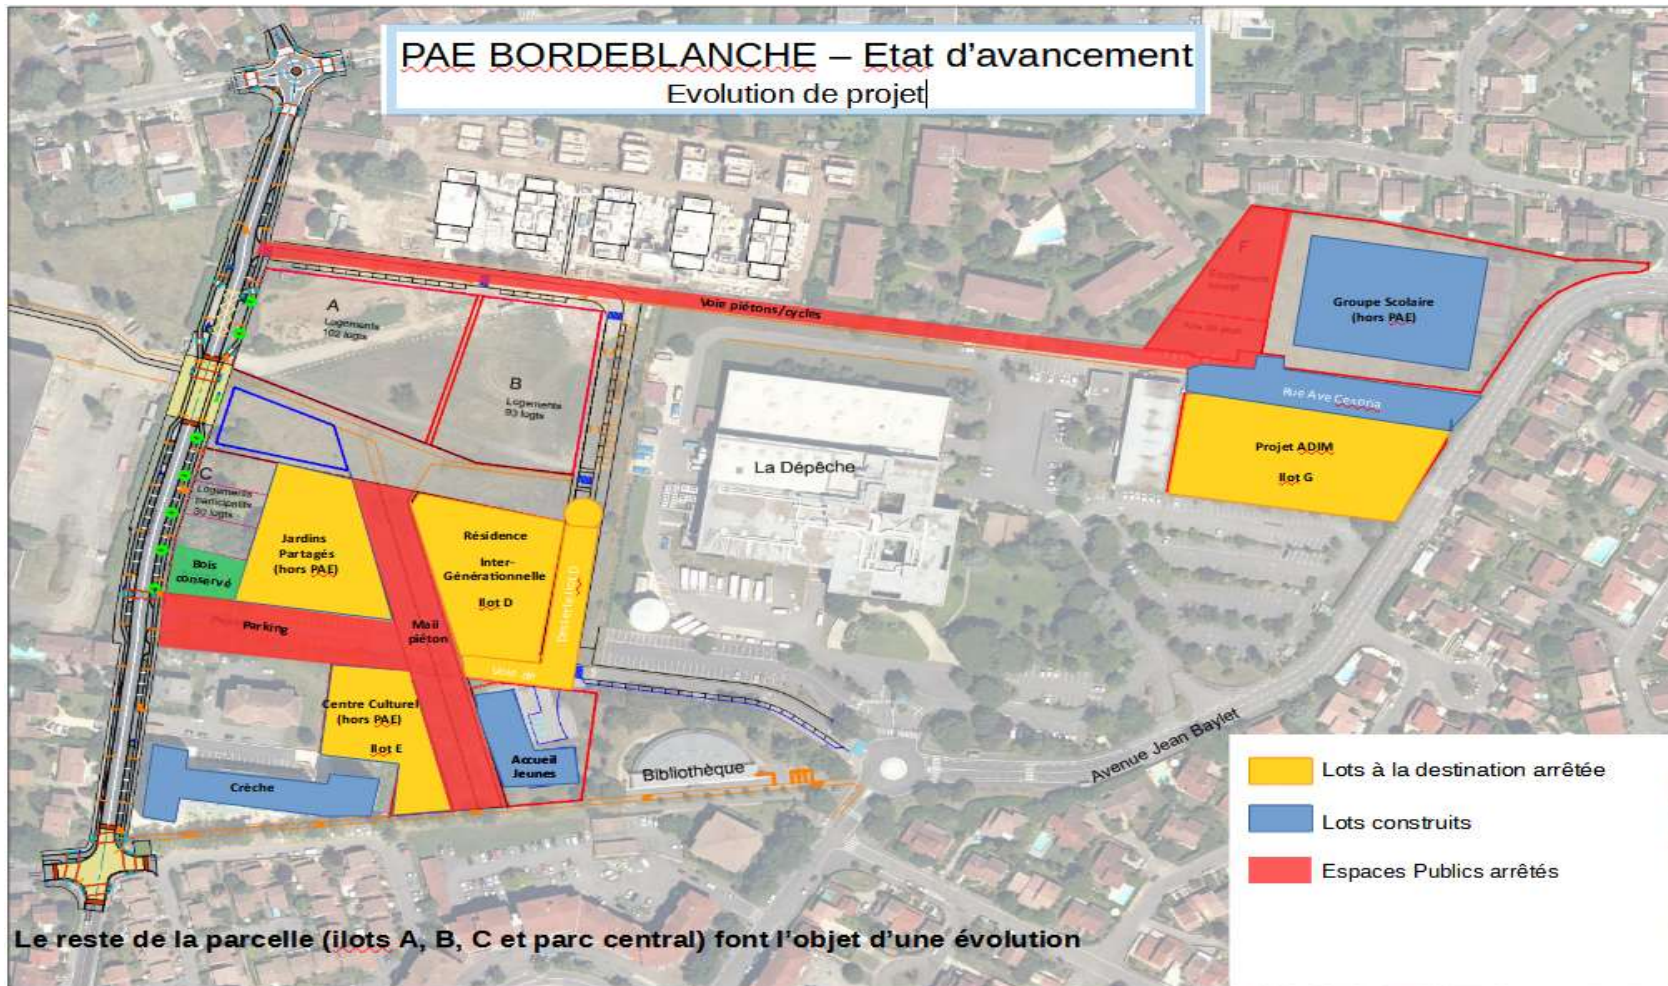 PAE BORDEBLANCHE – Etat d'avancement
Evolution de projet
A
Logements
102 logts
Voie piétons/cycles
F
Groupe Scolaire
(hors PAE)
B
Logements
93 logts
Rue Ave Cesona
Projet ADIM
Ilot G
La Dépêche
C
Logements
participatifs
30 logts
Jardins
Partagés
(hors PAE)
Résidence
Inter-
Générationnelle
Ilot D
Bois
conservé
Parking
Mail
piéton
Centre Culturel
(hors PAE)
Ilot E
Accueil
Jeunes
Crèche
Bibliothèque
Avenue Jean Baylet
Lots à la destination arrêtée
Lots construits
Espaces Publics arrêtés
Le reste de la parcelle (ilots A, B, C et parc central) font l'objet d'une évolution